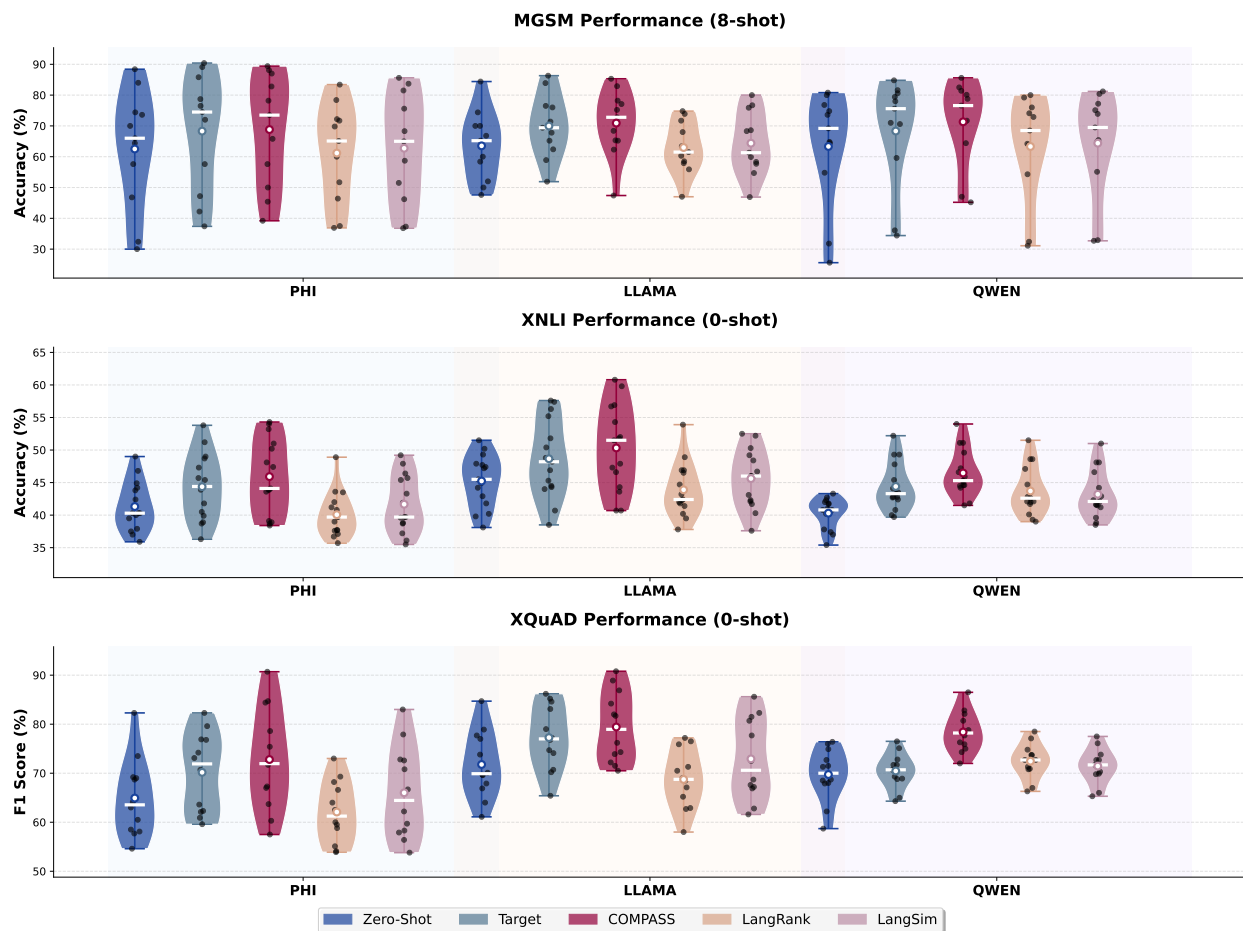 MGSM Performance (8-shot)
Accuracy (%)
90
80
70
60
50
40
30
PHI
LLAMA
QWEN
XNLI Performance (0-shot)
Accuracy (%)
65
60
55
50
45
40
35
PHI
LLAMA
QWEN
XQuAD Performance (0-shot)
F1 Score (%)
90
80
70
60
50
PHI
LLAMA
QWEN
Zero-Shot
Target
COMPASS
LangRank
LangSim